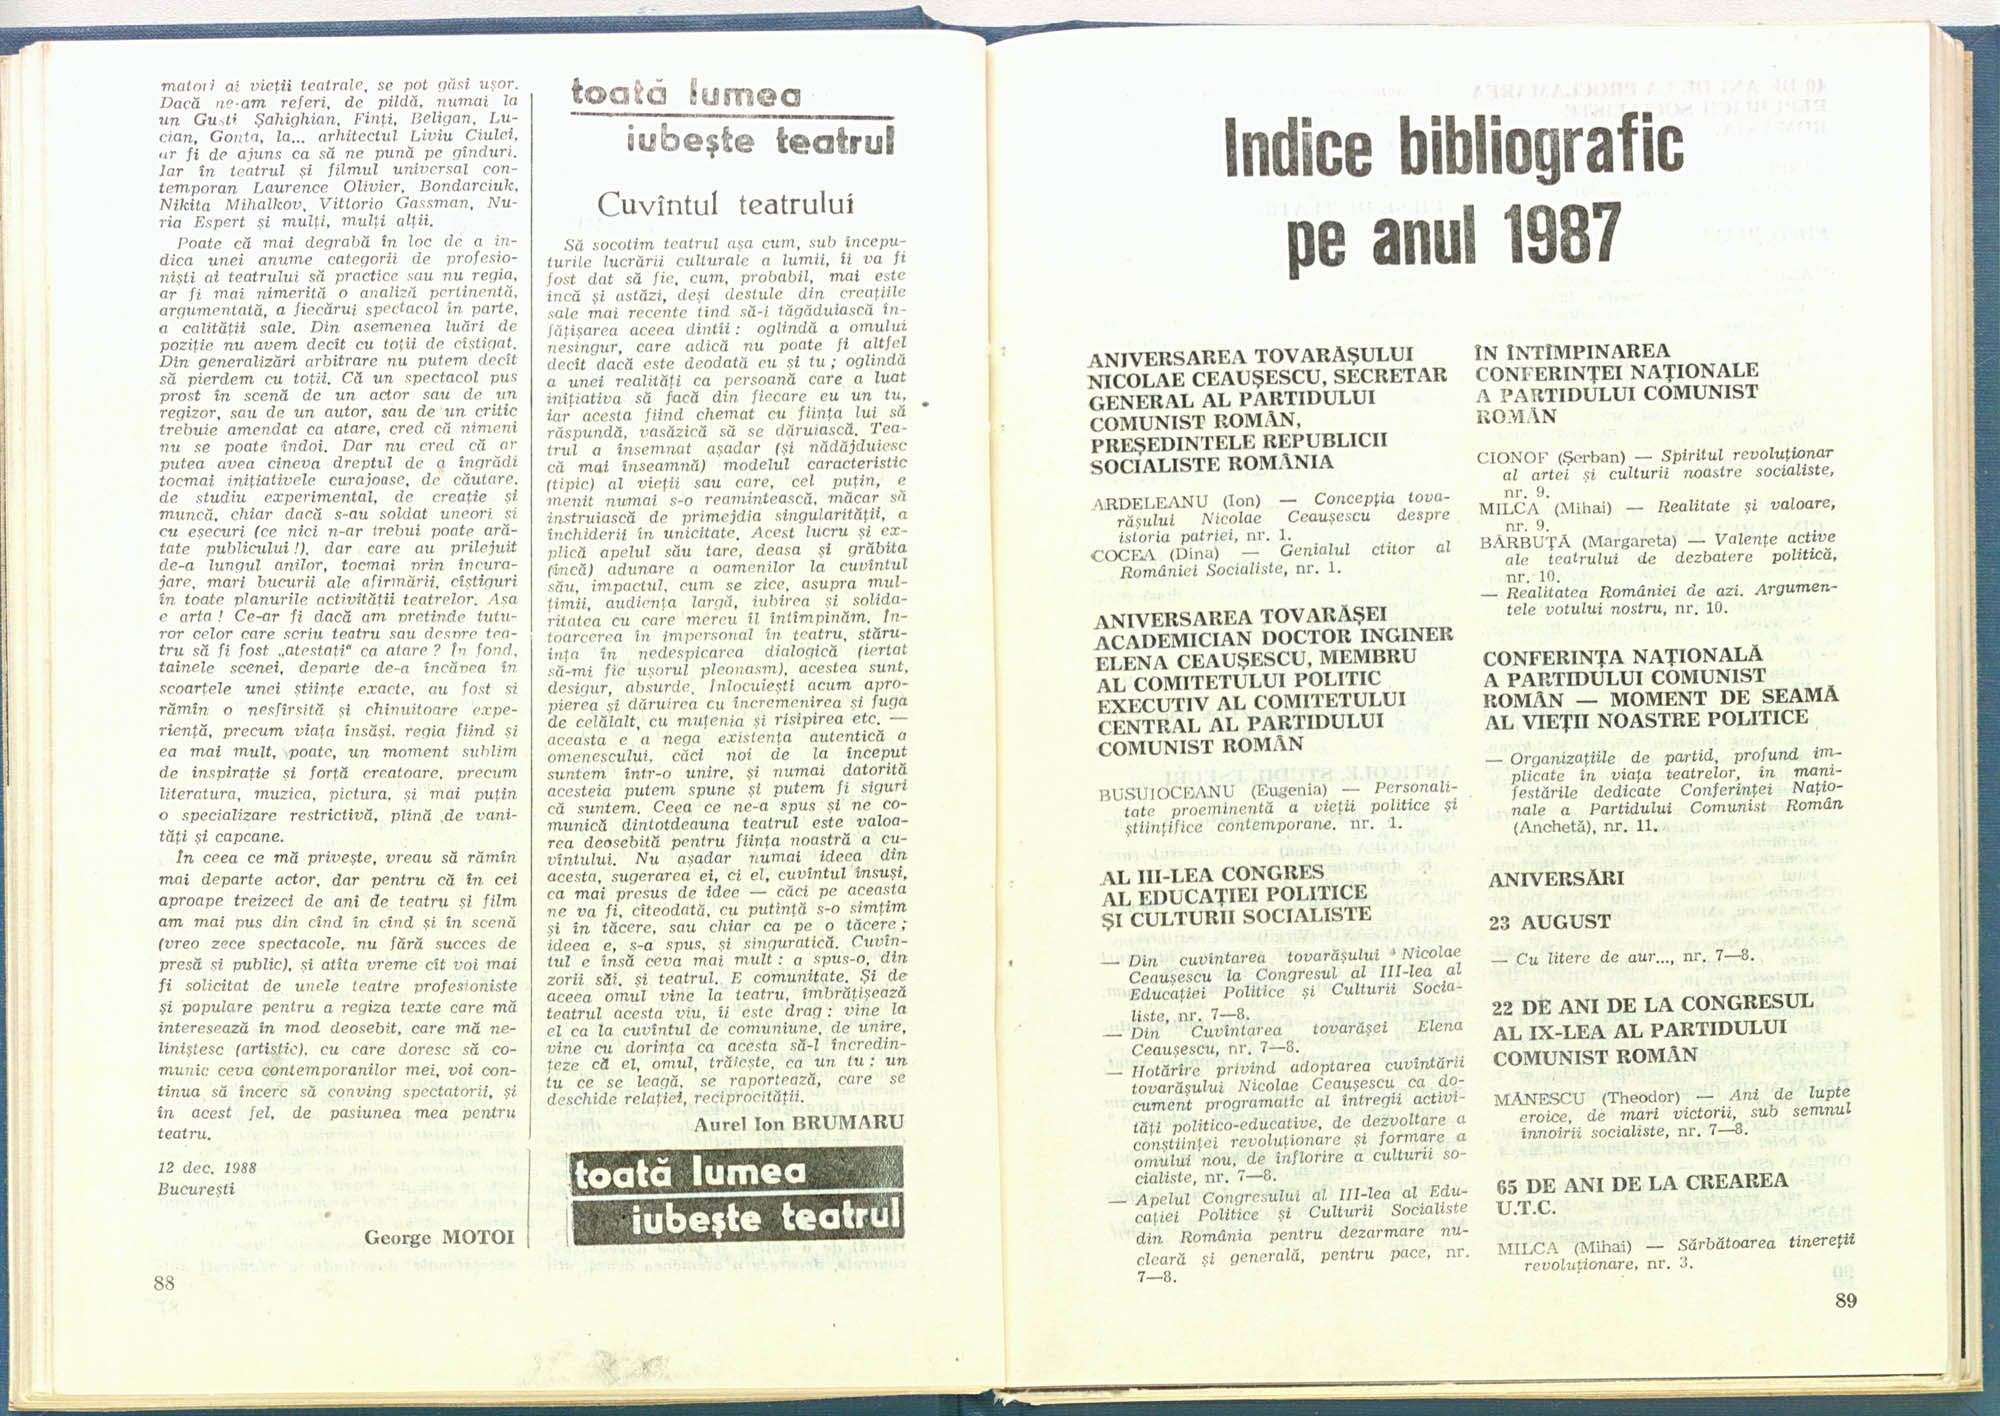 matori ai vieții teatrale, se pot găsi ușor.
Dacă ne-am referi, de pildă, numai la
un Gusti Șahighian, Finți, Beligan, Lu-
cian, Gonta, la... arhitectul Liviu Ciulei,
ar fi de ajuns ca să ne pună pe gînduri.
Iar în teatrul și filmul universal con-
temporan Laurence Olivier, Bondarciuk,
Nikita Mihalkov, Vittorio Gassman, Nu-
ria Espert și mulți, mulți alții.
Poate că mai degrabă în loc de a in-
dica unei anume categorii de profesio-
niști ai teatrului să practice sau nu regia,
ar fi mai nimerită o analiză pertinentă,
argumentată, a fiecărui spectacol în parte,
a calității sale. Din asemenea luări de
poziție nu avem decît cu toții de cîștigat.
Din generalizări arbitrare nu putem decît
să pierdem cu toții. Că un spectacol pus
prost în scenă de un actor sau de un
regizor, sau de un autor, sau de un critic
trebuie amendat ca atare, cred că nimeni
nu se poate îndoi. Dar nu cred că ar
putea avea cineva dreptul de a îngrădi
tocmai inițiativele curajoase, de căutare,
de studiu experimental, de creație și
muncă, chiar dacă s-au soldat uneori și
cu eșecuri (ce nici n-ar trebui poate ară-
tate publicului !), dar care au prilejuit
de-a lungul anilor, tocmai prin încura-
jare, mari bucurii ale afirmării, cîștiguri
în toate planurile activității teatrelor. Așa
e arta ! Ce-ar fi dacă am pretinde tutu-
ror celor care scriu teatru sau despre tea-
tru să fi fost „atestați“ ca atare ? În fond,
tainele scenei, departe de-a încăpea în
scoarțele unei științe exacte, au fost și
rămîn o nesfîrșită și chinuitoare expe-
riență, precum viața însăși, regia fiind și
ea mai mult, poate, un moment sublim
de inspirație și forță creatoare, precum
literatura, muzica, pictura, și mai puțin
o specializare restrictivă, plină de vani-
tăți și capcane.
În ceea ce mă privește, vreau să rămîn
mai departe actor, dar pentru că în cei
aproape treizeci de ani de teatru și film
am mai pus din cînd în cînd și în scenă
(vreo zece spectacole, nu fără succes de
presă și public), și atîta vreme cît voi mai
fi solicitat de unele teatre profesioniste
și populare pentru a regiza texte care mă
interesează în mod deosebit, care mă ne-
liniștesc (artistic), cu care doresc să co-
munic ceva contemporanilor mei, voi con-
tinua să încerc să conving spectatorii, și
în acest fel, de pasiunea mea pentru
teatru.
12 dec. 1988
București
George MOTOI
88
toată lumea
iubește teatrul
Cuvîntul teatrului
Să socotim teatrul așa cum, sub începu-
turile lucrării culturale a lumii, îi va fi
fost dat să fie, cum, probabil, mai este
încă și astăzi, deși destule din creațiile
sale mai recente tind să-i tăgăduiască în-
fățișarea aceea dintîi : oglindă a omului
nesingur, care adică nu poate fi altfel
decît dacă este deodată eu și tu ; oglindă
a unei realități ca persoană care a luat
inițiativa să facă din fiecare eu un tu,
iar acesta fiind chemat cu ființa lui să
răspundă, vasăzică să se dăruiască. Tea-
trul a însemnat așadar (și nădăjduiesc
că mai înseamnă) modelul caracteristic
(tipic) al vieții sau care, cel puțin, e
menit numai s-o reamintească, măcar să
instruiască de primejdia singularității, a
închiderii în unicitate. Acest lucru și ex-
plică apelul său tare, deasa și grăbita
(încă) adunare a oamenilor la cuvîntul
său, impactul, cum se zice, asupra mul-
țimii, audiența largă, iubirea și solida-
ritatea cu care mereu îl întîmpinăm. În-
toarcerea în impersonal în teatru, stăru-
ința în nedespicarea dialogică (iertat
să-mi fie ușorul pleonasm), acestea sunt,
desigur, absurde. Înlocuiești acum apro-
pierea și dăruirea cu încremenirea și fuga
de celălalt, cu muțenia și risipirea etc. —
aceasta e a nega existența autentică a
omenescului, căci noi de la început
suntem într-o unire, și numai datorită
acesteia putem spune și putem fi siguri
că suntem. Ceea ce ne-a spus și ne co-
munică dintotdeauna teatrul este valoa-
rea deosebită pentru ființa noastră a cu-
vîntului. Nu așadar numai ideea din
acesta, sugerarea ei, ci el, cuvîntul însuși,
ca mai presus de idee — căci pe aceasta
ne va fi, cîteodată, cu putință s-o simțim
și în tăcere, sau chiar ca pe o tăcere ;
ideea e, s-a spus, și singuratică. Cuvîn-
tul e însă ceva mai mult : a spus-o, din
zorii săi, și teatrul. E comunitate. Și de
aceea omul vine la teatru, îmbrățișează
teatrul acesta viu, îi este drag : vine la
el ca la cuvîntul de comuniune, de unire,
vine cu dorința ca acesta să-l încredin-
țeze că el, omul, trăiește, ca un tu ; un
tu ce se leagă, se raportează, care se
deschide relației, reciprocității.
Aurel Ion BRUMARU
toată lumea
iubește teatrul
Indice bibliografic
pe anul 1987
ANIVERSAREA TOVARĂȘULUI
NICOLAE CEAUȘESCU, SECRETAR
GENERAL AL PARTIDULUI
COMUNIST ROMÂN,
PREȘEDINTELE REPUBLICII
SOCIALISTE ROMÂNIA
ARDELEANU (Ion) — Concepția tova-
rășului Nicolae Ceaușescu despre
istoria patriei, nr. 1.
COCEA (Dina) — Genialul ctitor al
României Socialiste, nr. 1.
ANIVERSAREA TOVARĂȘEI
ACADEMICIAN DOCTOR INGINER
ELENA CEAUȘESCU, MEMBRU
AL COMITETULUI POLITIC
EXECUTIV AL COMITETULUI
CENTRAL AL PARTIDULUI
COMUNIST ROMÂN
BUSUIOCEANU (Eugenia) — Personali-
tate proeminentă a vieții politice și
științifice contemporane, nr. 1.
AL III-LEA CONGRES
AL EDUCAȚIEI POLITICE
ȘI CULTURII SOCIALISTE
— Din cuvîntarea tovarășului Nicolae
Ceaușescu la Congresul al III-lea al
Educației Politice și Culturii Socia-
liste, nr. 7—8.
— Din Cuvîntarea tovarășei Elena
Ceaușescu, nr. 7—8.
— Hotărîre privind adoptarea cuvîntării
tovarășului Nicolae Ceaușescu ca do-
cument programatic al întregii activi-
tăți politico-educative, de dezvoltare a
conștiinței revoluționare și formare a
omului nou, de înflorire a culturii so-
cialiste, nr. 7—8.
— Apelul Congresului al III-lea al Edu-
cației Politice și Culturii Socialiste
din România pentru dezarmare nu-
cleară și generală, pentru pace, nr.
7—8.
ÎN ÎNTÎMPINAREA
CONFERINȚEI NAȚIONALE
A PARTIDULUI COMUNIST
ROMÂN
CIONOF (Șerban) — Spiritul revoluționar
al artei și culturii noastre socialiste,
nr. 9.
MILCA (Mihai) — Realitate și valoare,
nr. 9.
BĂRBUȚĂ (Margareta) — Valențe active
ale teatrului de dezbatere politică,
nr. 10.
— Realitatea României de azi. Argumen-
tele votului nostru, nr. 10.
CONFERINȚA NAȚIONALĂ
A PARTIDULUI COMUNIST
ROMÂN — MOMENT DE SEAMĂ
AL VIEȚII NOASTRE POLITICE
— Organizațiile de partid, profund im-
plicate în viața teatrelor, în mani-
festările dedicate Conferinței Națio-
nale a Partidului Comunist Român
(Anchetă), nr. 11.
ANIVERSĂRI
23 AUGUST
— Cu litere de aur..., nr. 7—8.
22 DE ANI DE LA CONGRESUL
AL IX-LEA AL PARTIDULUI
COMUNIST ROMÂN
MĂNESCU (Theodor) — Ani de lupte
eroice, de mari victorii, sub semnul
înnoirii socialiste, nr. 7—8.
65 DE ANI DE LA CREAREA
U.T.C.
MILCA (Mihai) — Sărbătoarea tinereții
revoluționare, nr. 3.
89